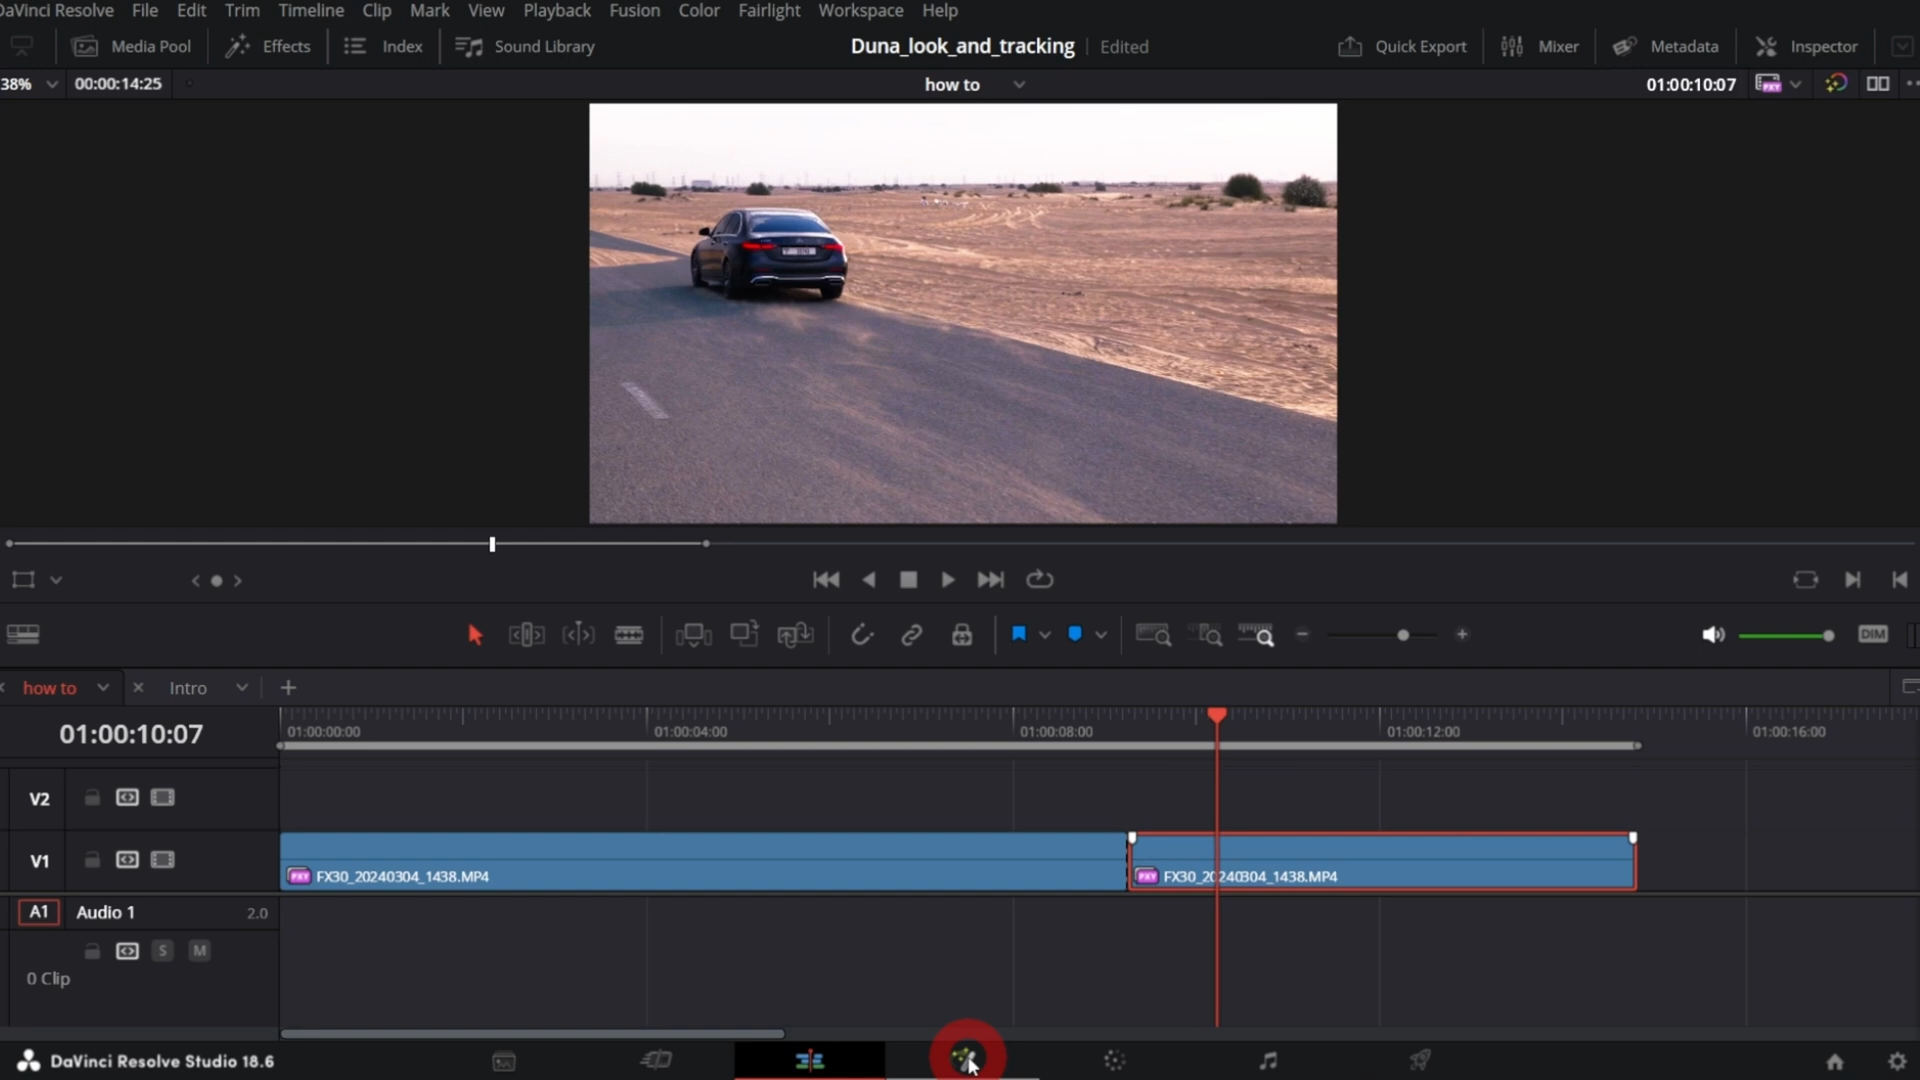 DaVinci Resolve File Edit Trim Timeline Clip Mark View Playback Fusion Color Fairlight Workspace Help
Media Pool Effects Index Sound Library Duna_look_and_tracking Edited Quick Export Mixer Metadata Inspector
38% 00:00:14:25 how to 01:00:10:07 PXY
DIM
how to Intro
01:00:10:07 01:00:00:00 01:00:04:00 01:00:08:00 01:00:12:00 01:00:16:00
V2
V1 PXY FX30_20240304_1438.MP4 PXY FX30_20240304_1438.MP4
A1 Audio 1 2.0
S M
0 Clip
DaVinci Resolve Studio 18.6